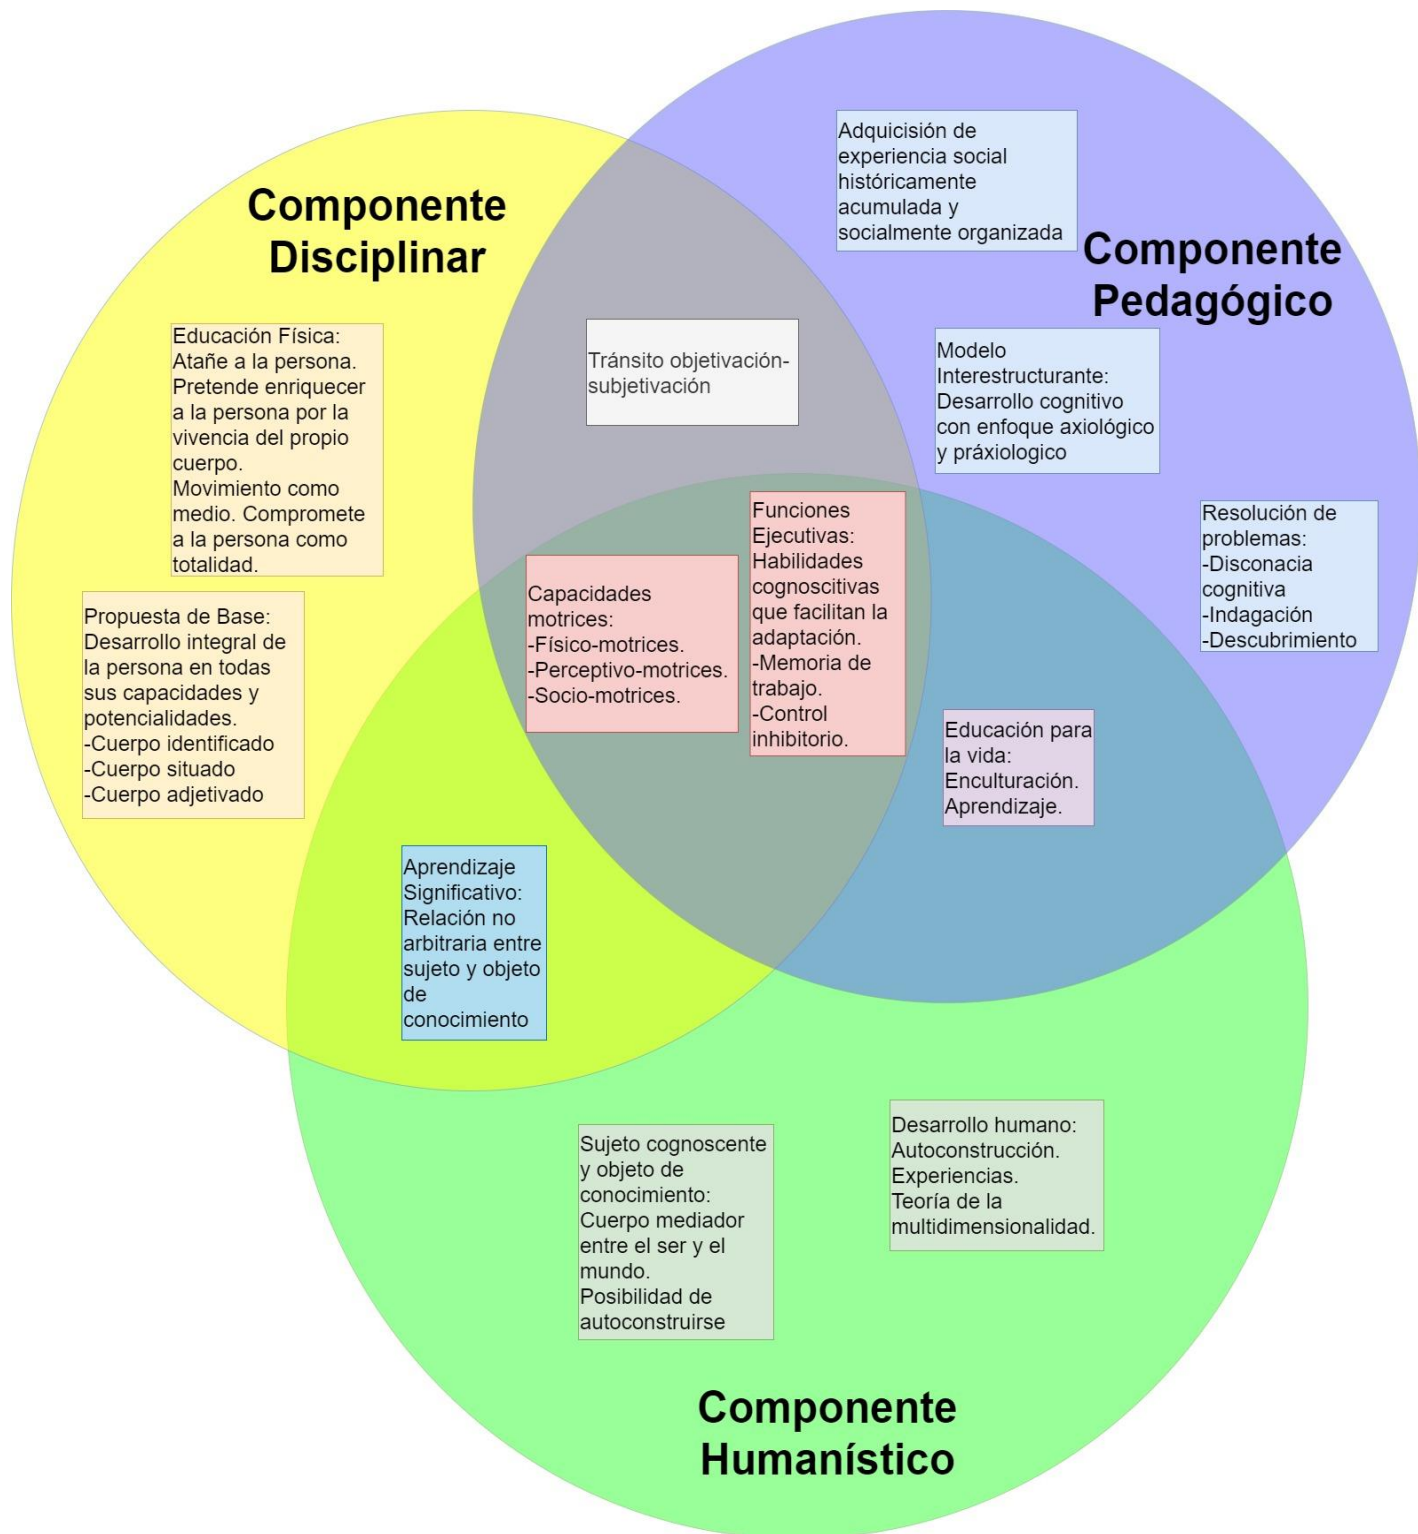 Componente
Disciplinar
Educación Física:
Atañe a la persona.
Pretende enriquecer
a la persona por la
vivencia del propio
cuerpo.
Movimiento como
medio. Compromete
a la persona como
totalidad.
Propuesta de Base:
Desarrollo integral de
la persona en todas
sus capacidades y
potencialidades.
-Cuerpo identificado
-Cuerpo situado
-Cuerpo adjetivado
Adquicisión de
experiencia social
históricamente
acumulada y
socialmente organizada
Componente
Pedagógico
Modelo
Interestructurante:
Desarrollo cognitivo
con enfoque axiológico
y práxiologico
Resolución de
problemas:
-Disconacia
cognitiva
-Indagación
-Descubrimiento
Tránsito objetivación-
subjetivación
Capacidades
motrices:
-Físico-motrices.
-Perceptivo-motrices.
-Socio-motrices.
Funciones
Ejecutivas:
Habilidades
cognoscitivas
que facilitan la
adaptación.
-Memoria de
trabajo.
-Control
inhibitorio.
Educación para
la vida:
Enculturación.
Aprendizaje.
Aprendizaje
Significativo:
Relación no
arbitraria entre
sujeto y objeto
de
conocimiento
Sujeto cognoscente
y objeto de
conocimiento:
Cuerpo mediador
entre el ser y el
mundo.
Posibilidad de
autoconstruirse
Desarrollo humano:
Autoconstrucción.
Experiencias.
Teoría de la
multidimensionalidad.
Componente
Humanístico